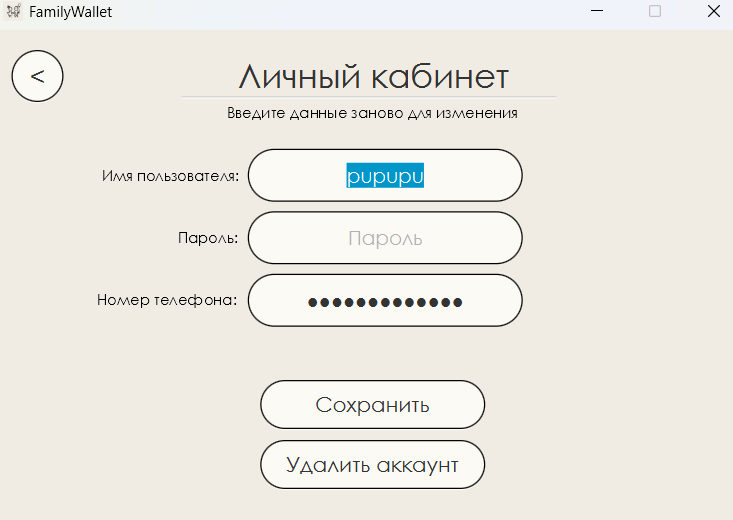 FamilyWallet
<
Личный кабинет
Введите данные заново для изменения
Имя пользователя: pupupu
Пароль: Пароль
Номер телефона: ●●●●●●●●●●●●●
Сохранить
Удалить аккаунт